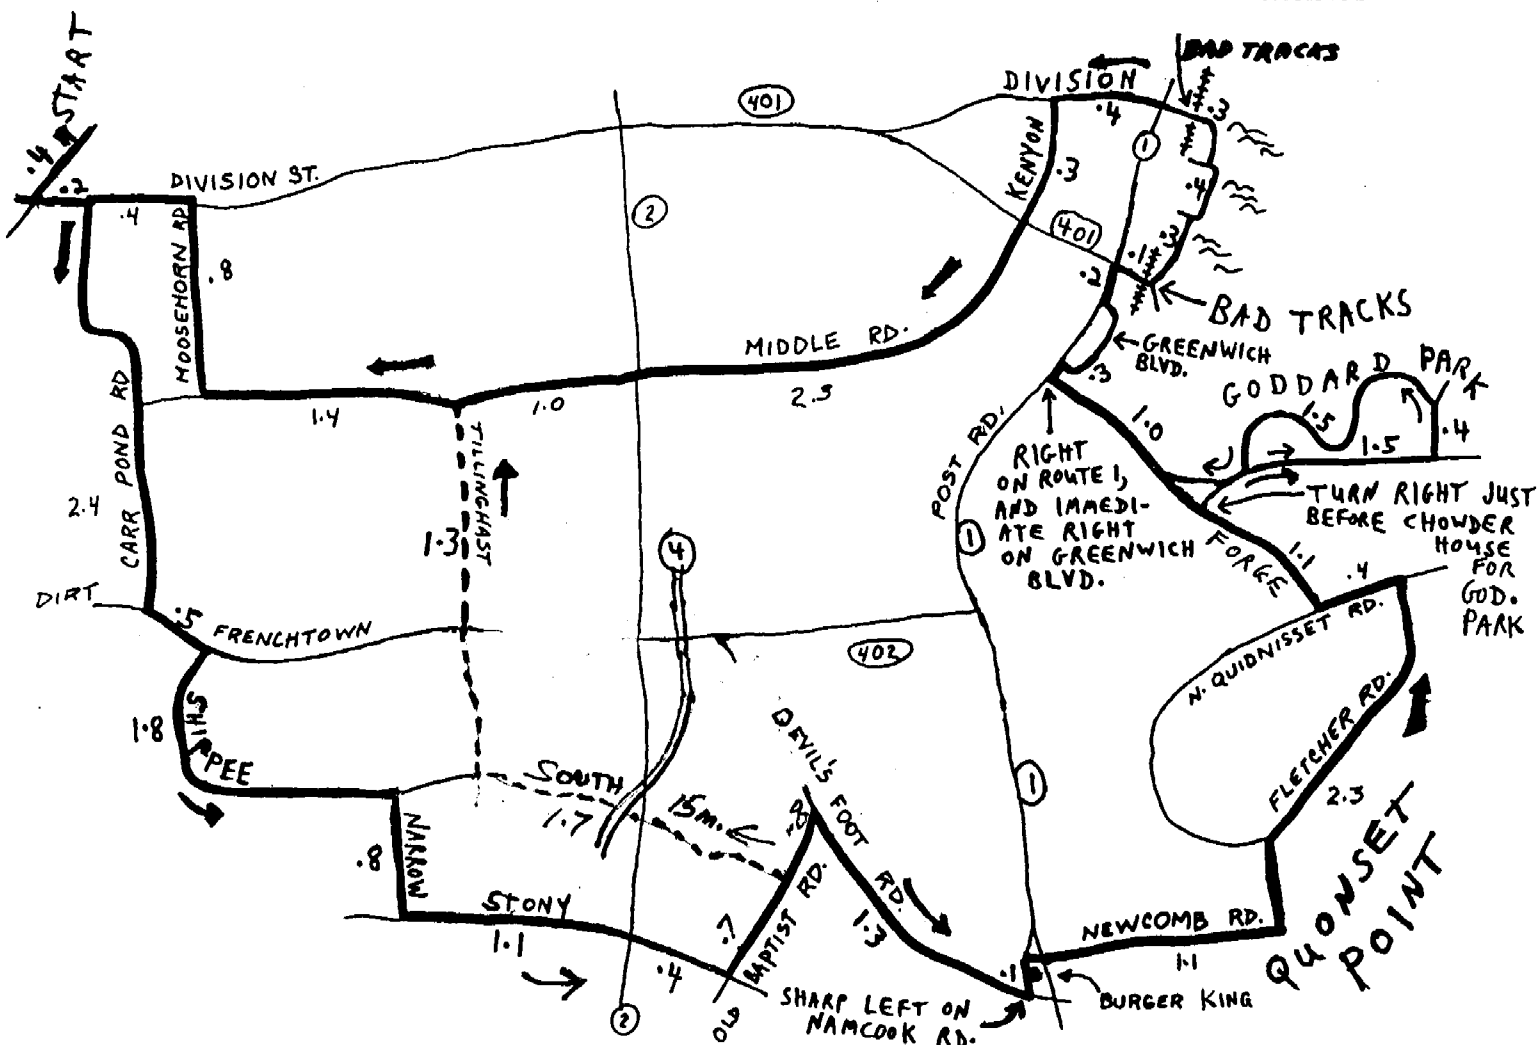 START
.4
.2
DIVISION ST.
.4
MOOSEHORN RD
.8
401
2
DIVISION
.4
BAD TRACKS
.3
1
KENYON
.3
.4
401
.3
.1
.2
BAD TRACKS
GREENWICH
BLVD.
.3
MIDDLE RD.
2.3
1.0
1.4
TILLINGHAST
1.3
CARR POND RD
2.4
GODDARD PARK
1.5
1.5
.4
1.0
POST RD.
1
RIGHT
ON ROUTE 1,
AND IMMEDI-
ATE RIGHT
ON GREENWICH
BLVD.
TURN RIGHT JUST
BEFORE CHOWDER
HOUSE
FOR
GOD.
PARK
FORGE
1.1
.4
N. QUIDNISSET RD.
FLETCHER RD.
2.3
4
DIRT
.5
FRENCHTOWN
402
1.8
SHIPPEE
SOUTH
1.7
15M.
DEVIL'S FOOT RD.
1.3
1
NARROW
.8
STONY
1.1
.4
.7
OLD BAPTIST RD.
2
NEWCOMB RD.
1.1
QUONSET
POINT
.1
BURGER KING
SHARP LEFT ON
NAMCOOK RD.